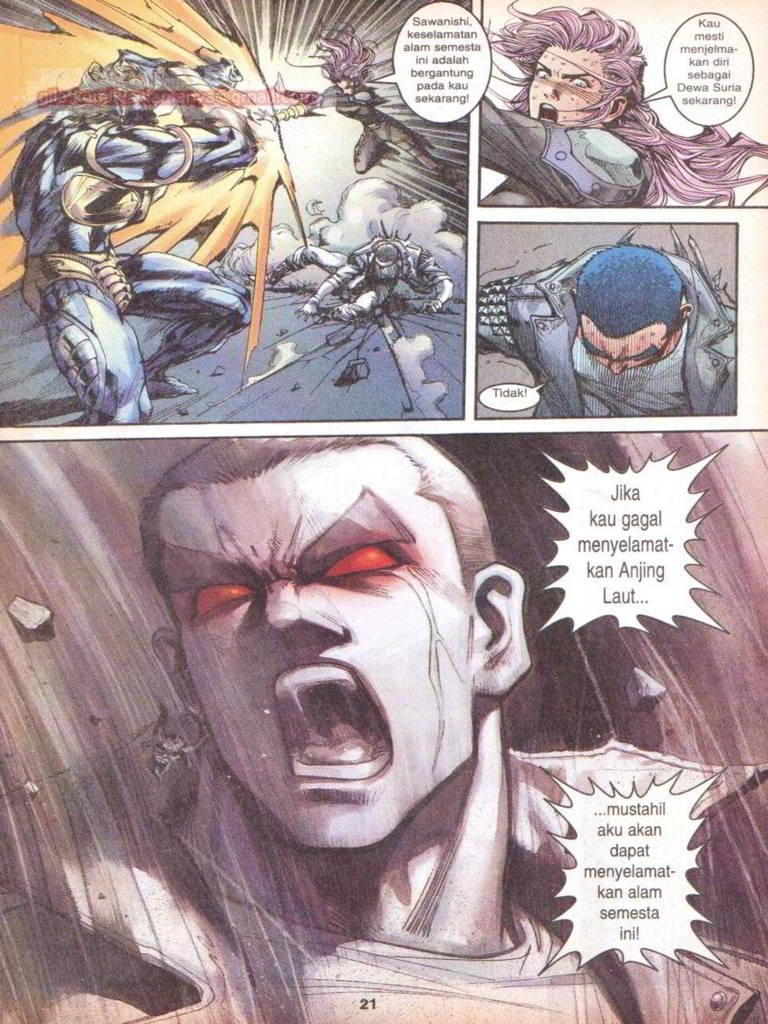 Sawanishi,
keselamatan
alam semesta
ini adalah
bergantung
pada kau
sekarang!
Kau
mesti
menjelma-
kan diri
sebagai
Dewa Suria
sekarang!
Tidak!
Jika
kau gagal
menyelamat-
kan Anjing
Laut...
...mustahil
aku akan
dapat
menyelamat-
kan alam
semesta
ini!
21